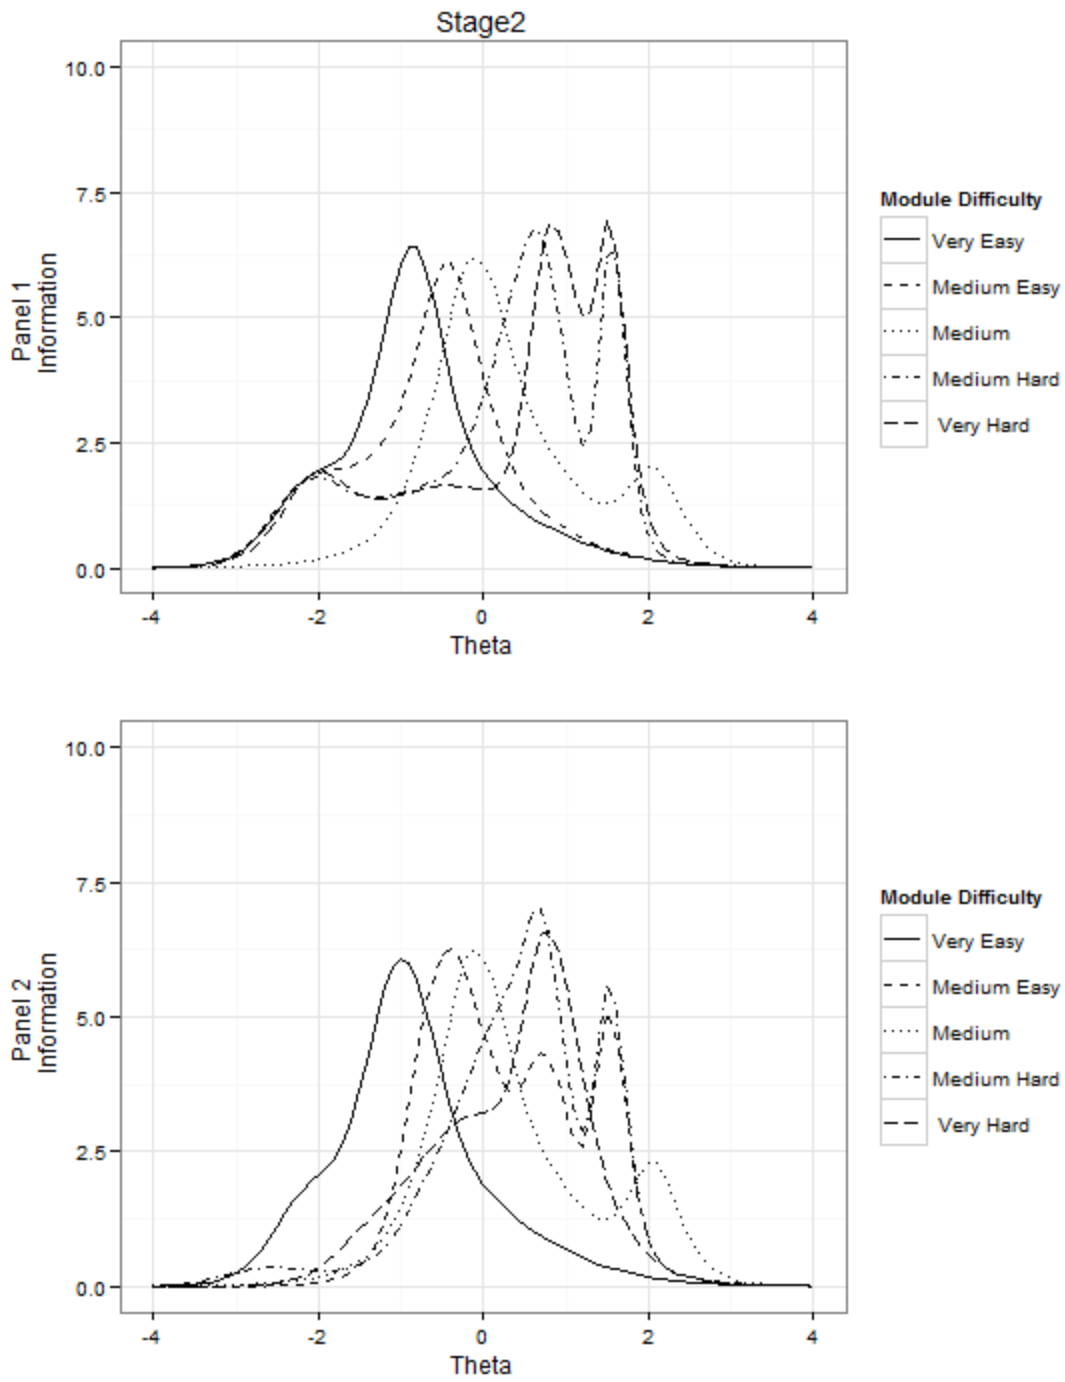 Stage2
10.0
7.5
5.0
2.5
0.0
Panel 1
Information
-4 -2 0 2 4
Theta
Module Difficulty
Very Easy
Medium Easy
Medium
Medium Hard
Very Hard
10.0
7.5
5.0
2.5
0.0
Panel 2
Information
-4 -2 0 2 4
Theta
Module Difficulty
Very Easy
Medium Easy
Medium
Medium Hard
Very Hard